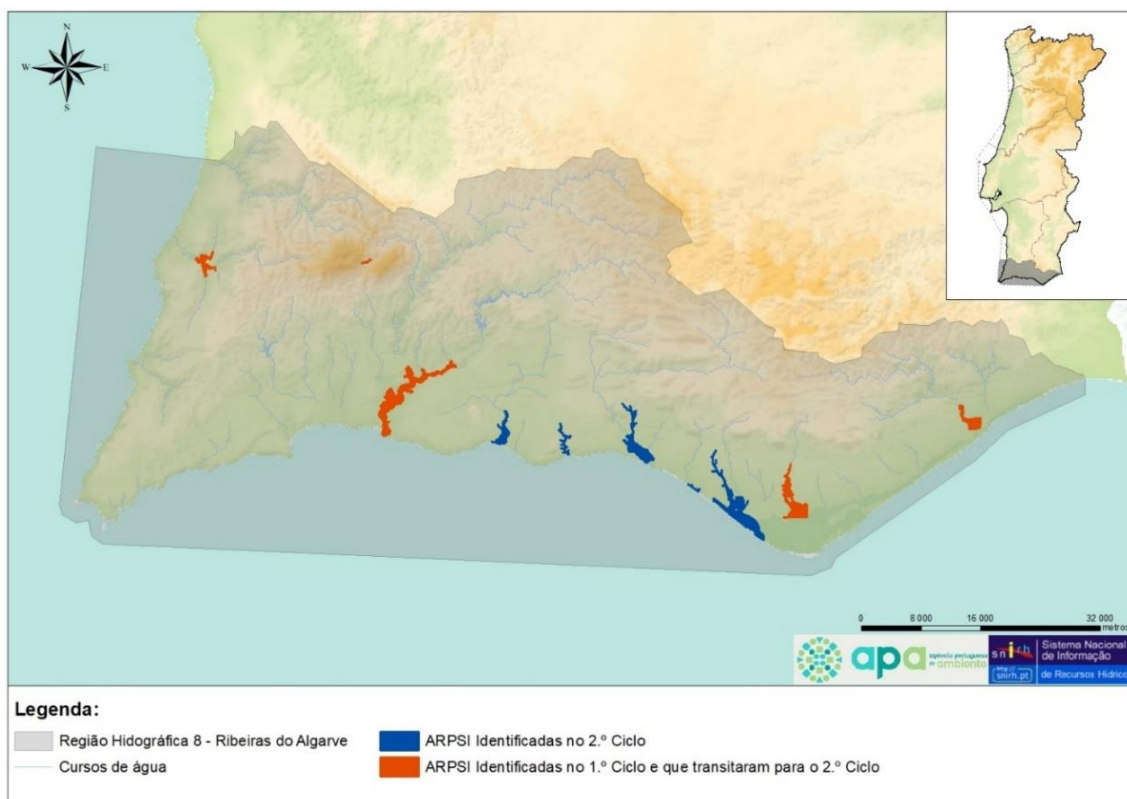 N
W E
S
0 8 000 16 000 32 000
metros
apa agência portuguesa do ambiente
snirh Sistema Nacional
de Informação
http:// snirh.pt de Recursos Hídricos
Legenda:
Região Hidográfica 8 - Ribeiras do Algarve
ARPSI Identificadas no 2.º Ciclo
Cursos de água
ARPSI Identificadas no 1.º Ciclo e que transitaram para o 2.º Ciclo